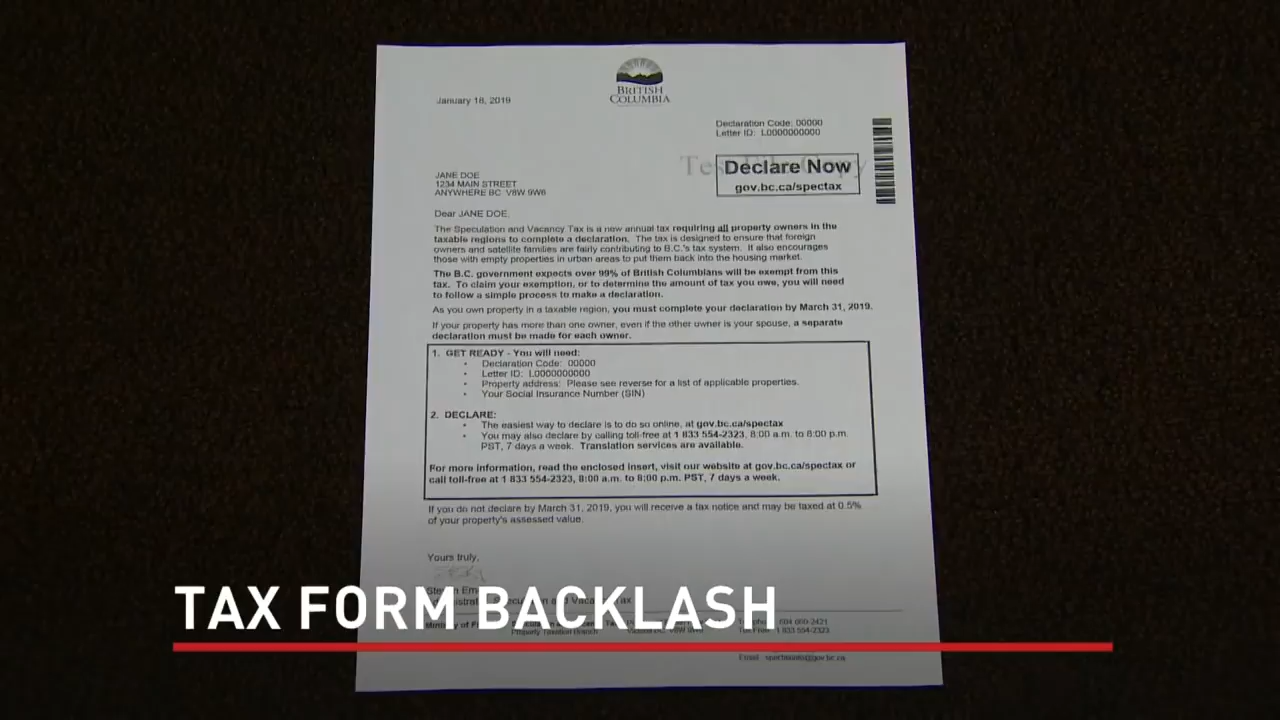 BRITISH
COLUMBIA
January 16, 2019
Declaration Code: 00000
Letter ID: L0000000000
Declare Now
gov.bc.ca/spectax
JANE DOE
1234 MAIN STREET
ANYWHERE BC V8W 9W6
Dear JANE DOE,
The Speculation and Vacancy Tax is a new annual tax requiring all property owners in the
taxable regions to complete a declaration. The tax is designed to ensure that foreign
owners and satellite families are fairly contributing to B.C.'s tax system. It also encourages
those with empty properties in urban areas to put them back into the housing market.
The B.C. government expects over 99% of British Columbians will be exempt from this
tax. To claim your exemption, or to determine the amount of tax you owe, you will need
to follow a simple process to make a declaration.
As you own property in a taxable region, you must complete your declaration by March 31, 2019.
If your property has more than one owner, even if the other owner is your spouse, a separate
declaration must be made for each owner.
1. GET READY - You will need:
• Declaration Code: 00000
• Letter ID: L0000000000
• Property address: Please see reverse for a list of applicable properties.
• Your Social Insurance Number (SIN)
2. DECLARE:
• The easiest way to declare is to do so online, at gov.bc.ca/spectax
• You may also declare by calling toll-free at 1 833 554-2323, 8:00 a.m. to 8:00 p.m.
PST, 7 days a week. Translation services are available.
For more information, read the enclosed insert, visit our website at gov.bc.ca/spectax or
call toll-free at 1 833 554-2323, 8:00 a.m. to 8:00 p.m. PST, 7 days a week.
If you do not declare by March 31, 2019, you will receive a tax notice and may be taxed at 0.5%
of your property's assessed value.
Yours truly,
TAX FORM BACKLASH
Property Taxation Branch
1 833 554-2323